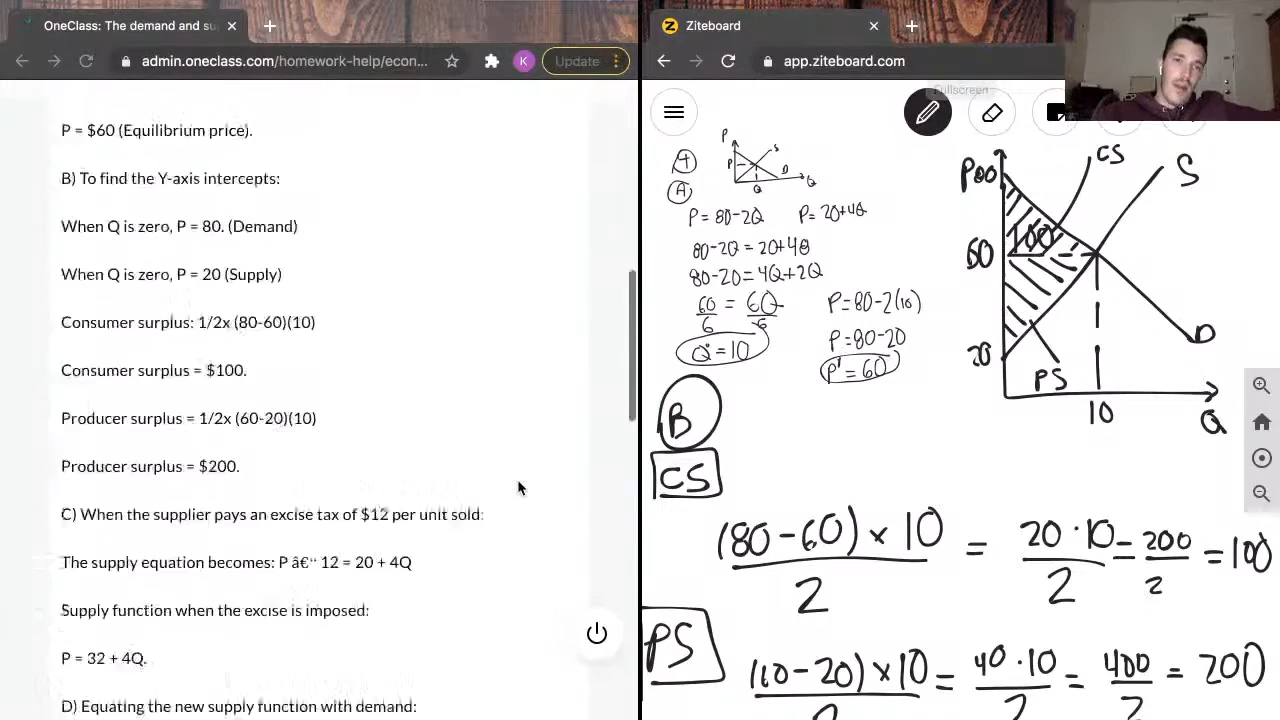 OneClass: The demand and su
admin.oneclass.com/homework-help/econ...
K
Update
P = $60 (Equilibrium price).
B) To find the Y-axis intercepts:
When Q is zero, P = 80. (Demand)
When Q is zero, P = 20 (Supply)
Consumer surplus: 1/2x (80-60)(10)
Consumer surplus = $100.
Producer surplus = 1/2x (60-20)(10)
Producer surplus = $200.
C) When the supplier pays an excise tax of $12 per unit sold:
The supply equation becomes: P â€“ 12 = 20 + 4Q
Supply function when the excise is imposed:
P = 32 + 4Q.
D) Equating the new supply function with demand:
Ziteboard
app.ziteboard.com
Fullscreen
P
S
P
D
Q
Q
A
P=80-2Q P=20+4Q
80-2Q=20+4Q
80-20=4Q+2Q
60/6 = 6Q/6
Q*=10
P=80-2(10)
P=80-20
P*=60
P
80
CS
S
100
60
20
PS
D
10
Q
B
CS
(80-60)×10/2 = 20·10/2 = 200/2 = 100
PS
(60-20)×10/2 = 40·10/2 = 400/2 = 200